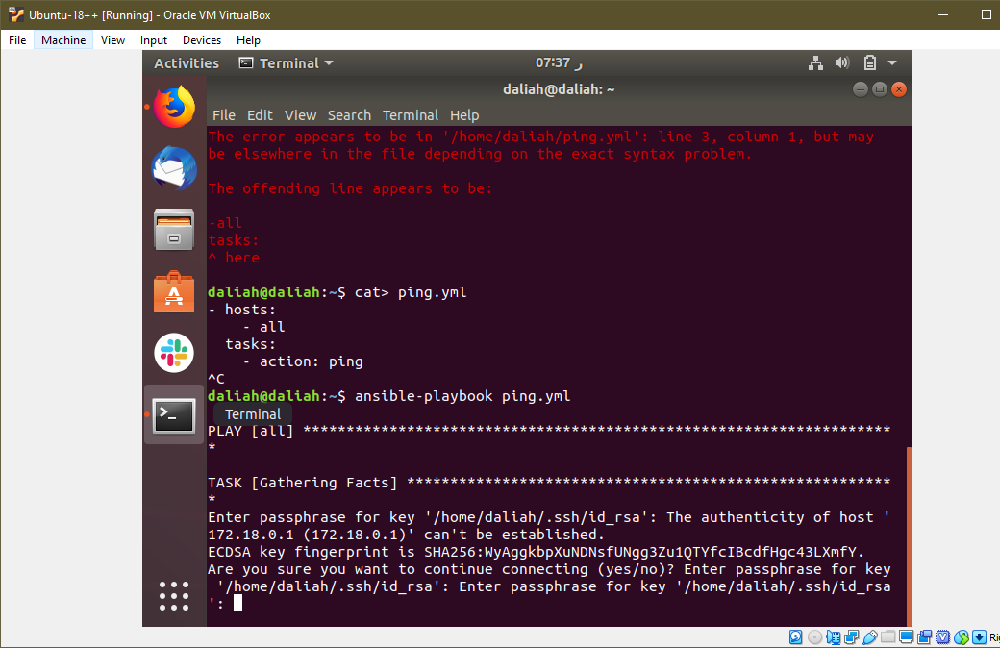 Ubuntu-18++ [Running] - Oracle VM VirtualBox
File Machine View Input Devices Help
Activities Terminal 07:37 ر
daliah@daliah: ~
File Edit View Search Terminal Help
The error appears to be in '/home/daliah/ping.yml': line 3, column 1, but may
be elsewhere in the file depending on the exact syntax problem.
The offending line appears to be:
-all
tasks:
^ here
daliah@daliah:~$ cat> ping.yml
- hosts:
    - all
  tasks:
    - action: ping
^C
daliah@daliah:~$ ansible-playbook ping.yml
Terminal
PLAY [all] ********************************************************************
*
TASK [Gathering Facts] ********************************************************
*
Enter passphrase for key '/home/daliah/.ssh/id_rsa': The authenticity of host '
172.18.0.1 (172.18.0.1)' can't be established.
ECDSA key fingerprint is SHA256:WyAggkbpXuNDNsfUNgg3Zu1QTYfcIBcdfHgc43LXmfY.
Are you sure you want to continue connecting (yes/no)? Enter passphrase for key
 '/home/daliah/.ssh/id_rsa': Enter passphrase for key '/home/daliah/.ssh/id_rsa
':